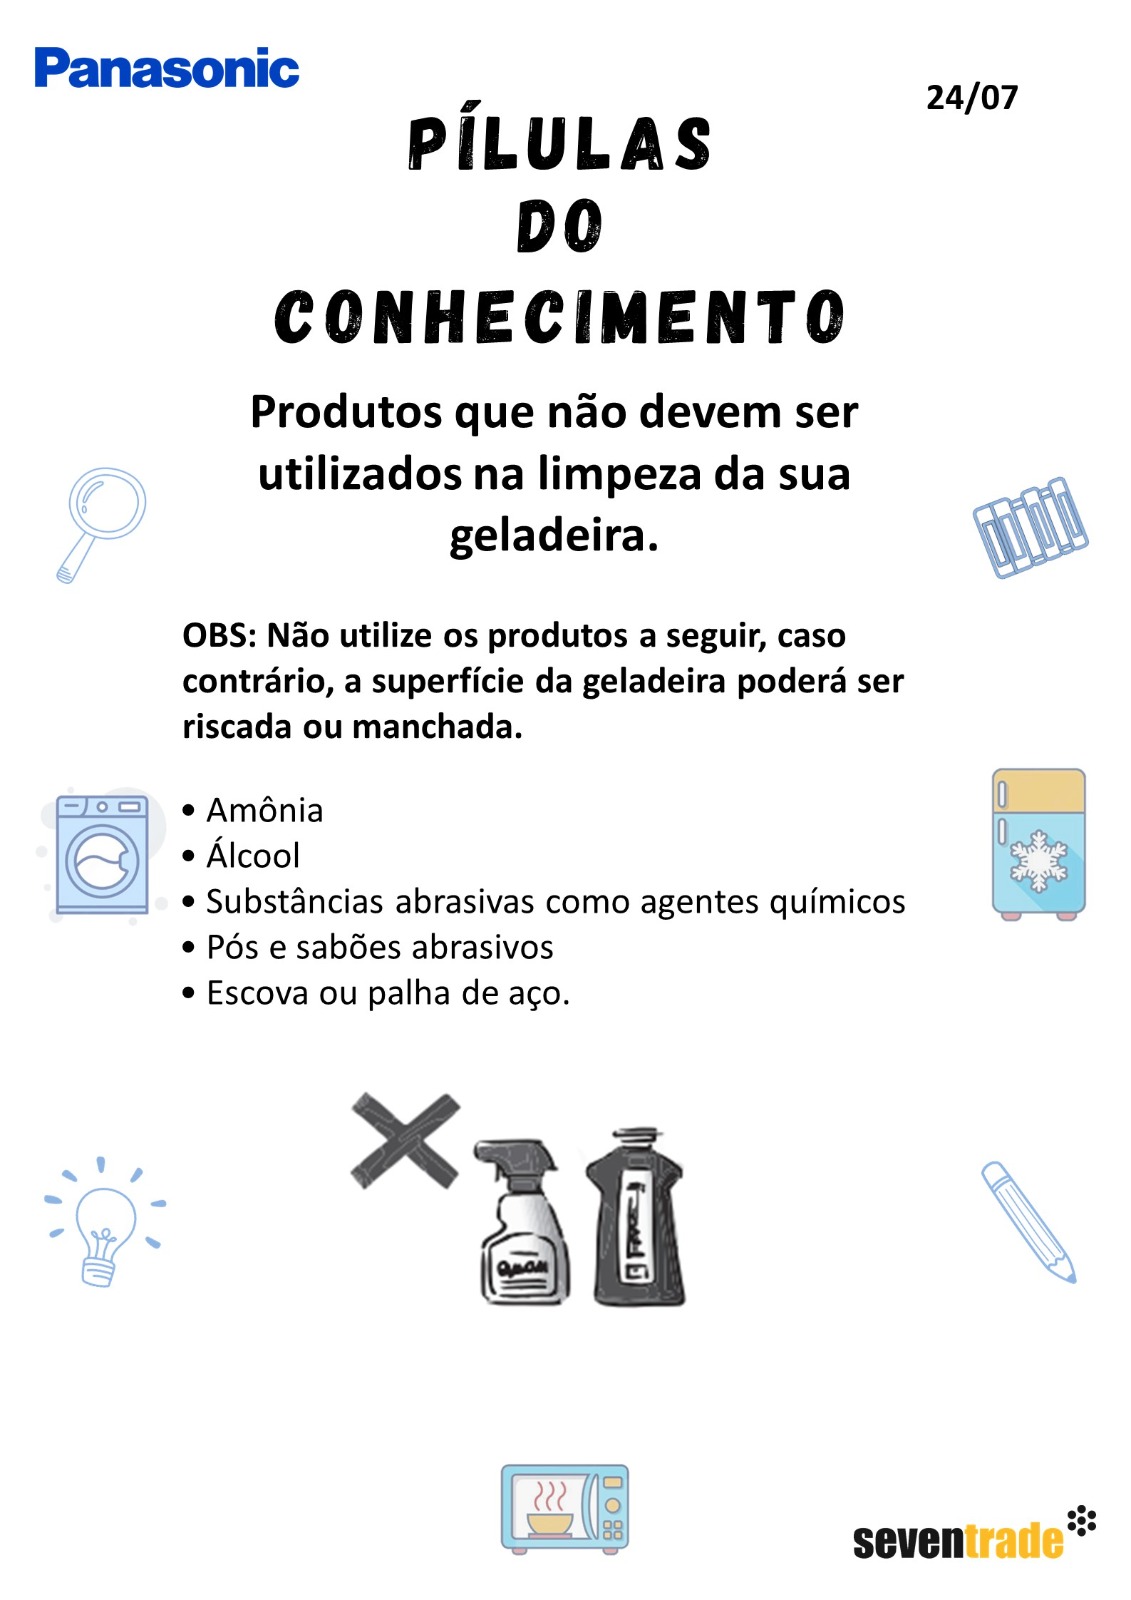 Panasonic
24/07
PÍLULAS
DO
CONHECIMENTO
Produtos que não devem ser
utilizados na limpeza da sua
geladeira.
OBS: Não utilize os produtos a seguir, caso
contrário, a superfície da geladeira poderá ser
riscada ou manchada.
• Amônia
• Álcool
• Substâncias abrasivas como agentes químicos
• Pós e sabões abrasivos
• Escova ou palha de aço.
seventrade